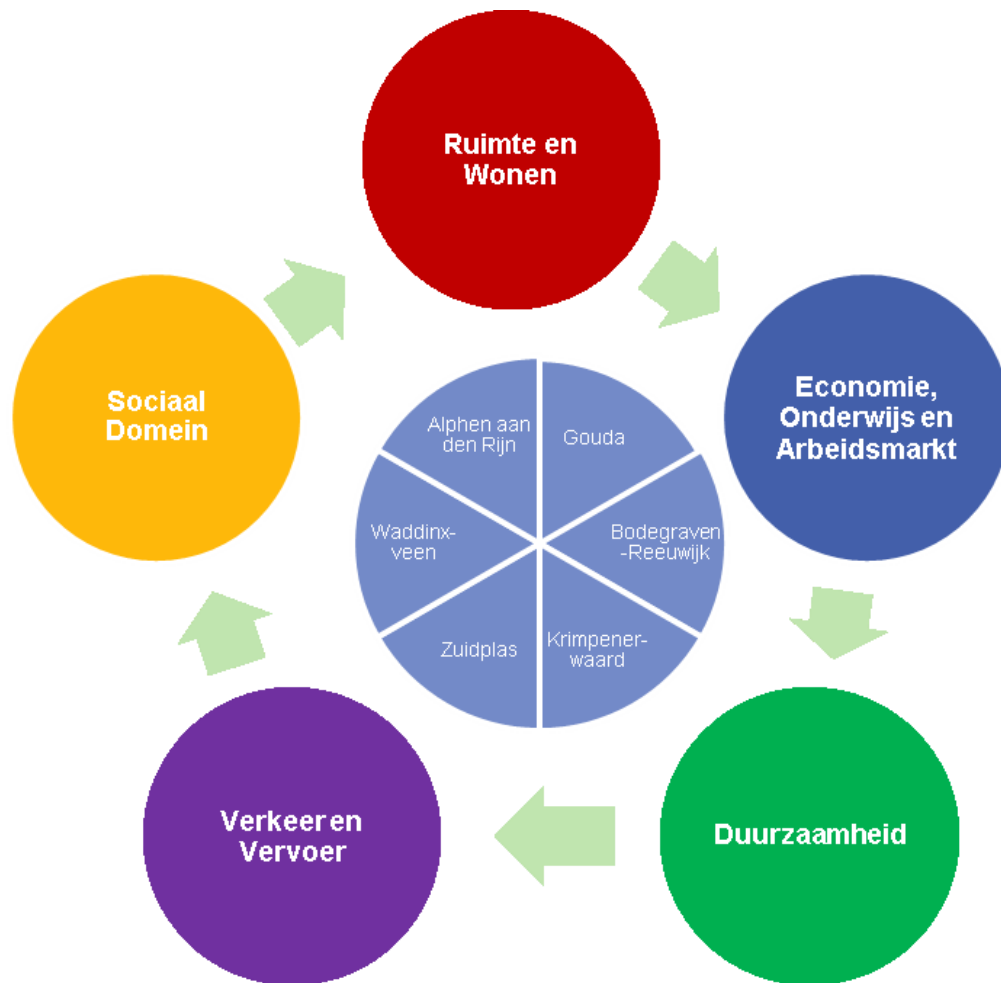 Ruimte en
Wonen
Economie,
Onderwijs en
Arbeidsmarkt
Duurzaamheid
Verkeer en
Vervoer
Sociaal
Domein
Alphen aan
den Rijn
Gouda
Bodegraven
-Reeuwijk
Krimpener-
waard
Zuidplas
Waddinx-
veen